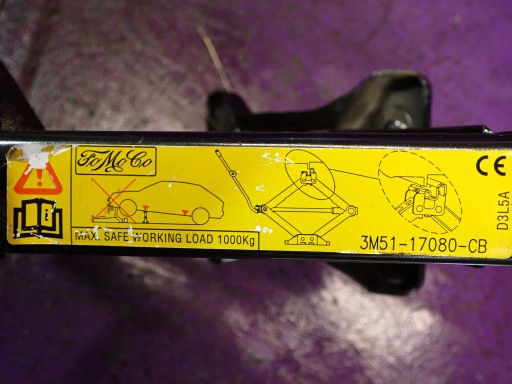 FoMoCo
MAX. SAFE WORKING LOAD 1000Kg
3M51-17080-CB
CE
D3L5A